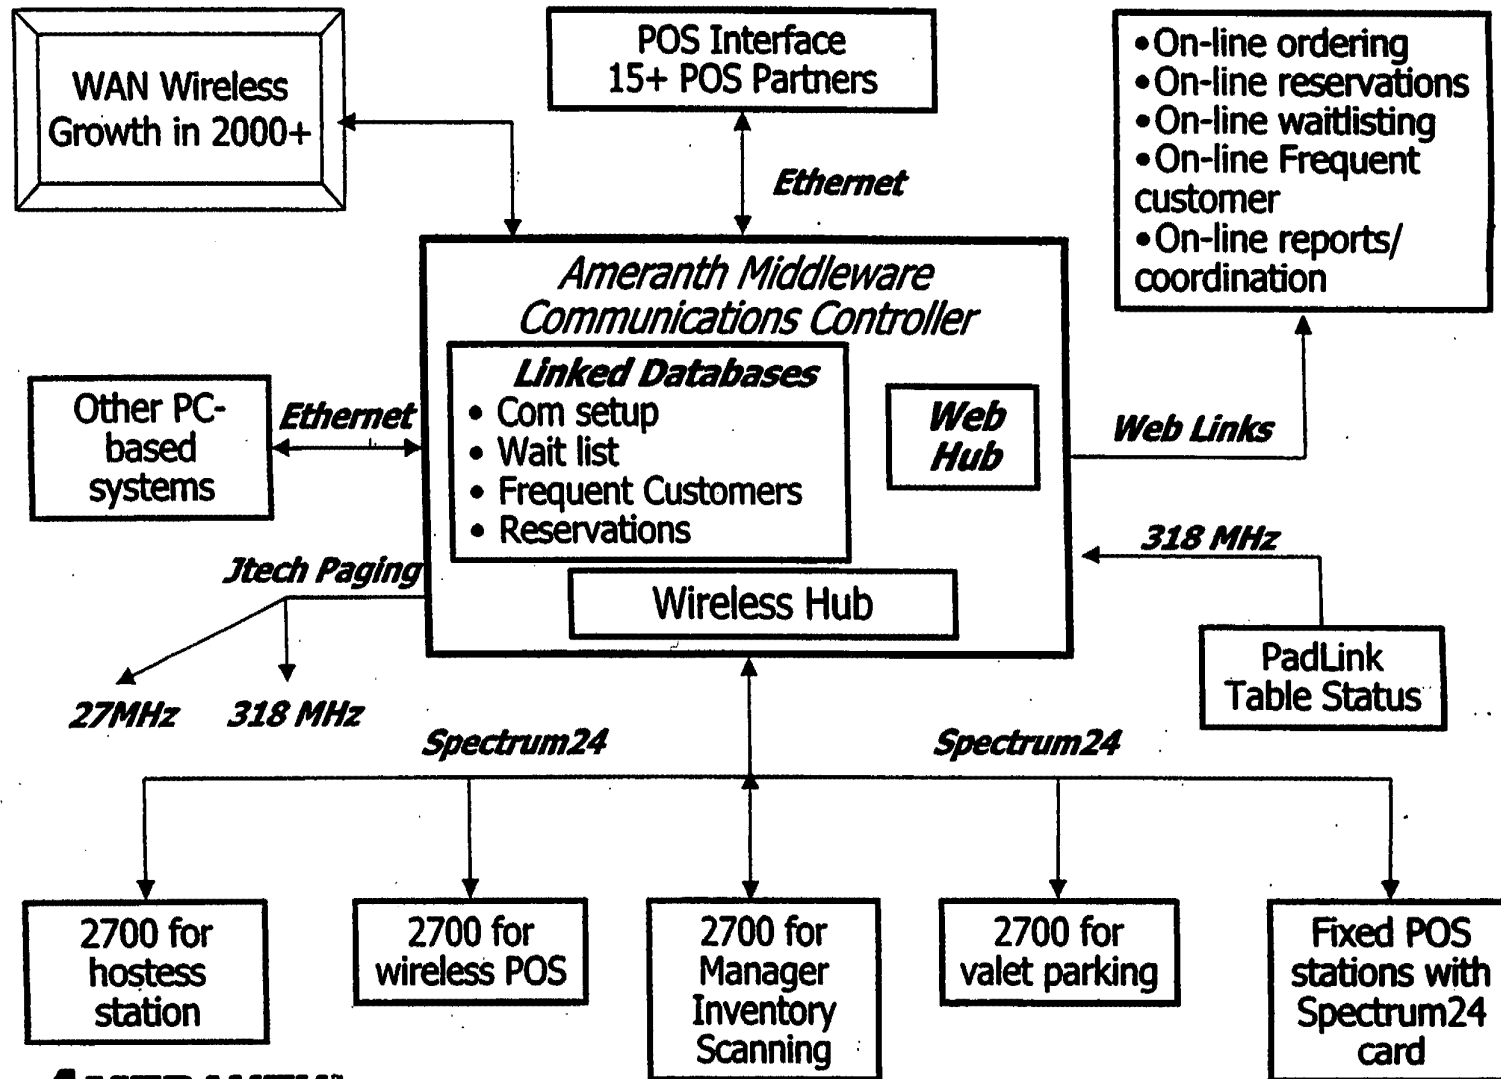 WAN Wireless
Growth in 2000+
POS Interface
15+ POS Partners
•On-line ordering
•On-line reservations
•On-line waitlisting
•On-line Frequent
customer
•On-line reports/
coordination
Ethernet
Ameranth Middleware
Communications Controller
Linked Databases
• Com setup
• Wait list
• Frequent Customers
• Reservations
Web
Hub
Wireless Hub
Other PC-
based
systems
Ethernet
Web Links
318 MHz
PadLink
Table Status
Jtech Paging
27MHz
318 MHz
Spectrum24
Spectrum24
2700 for
hostess
station
2700 for
wireless POS
2700 for
Manager
Inventory
Scanning
2700 for
valet parking
Fixed POS
stations with
Spectrum24
card